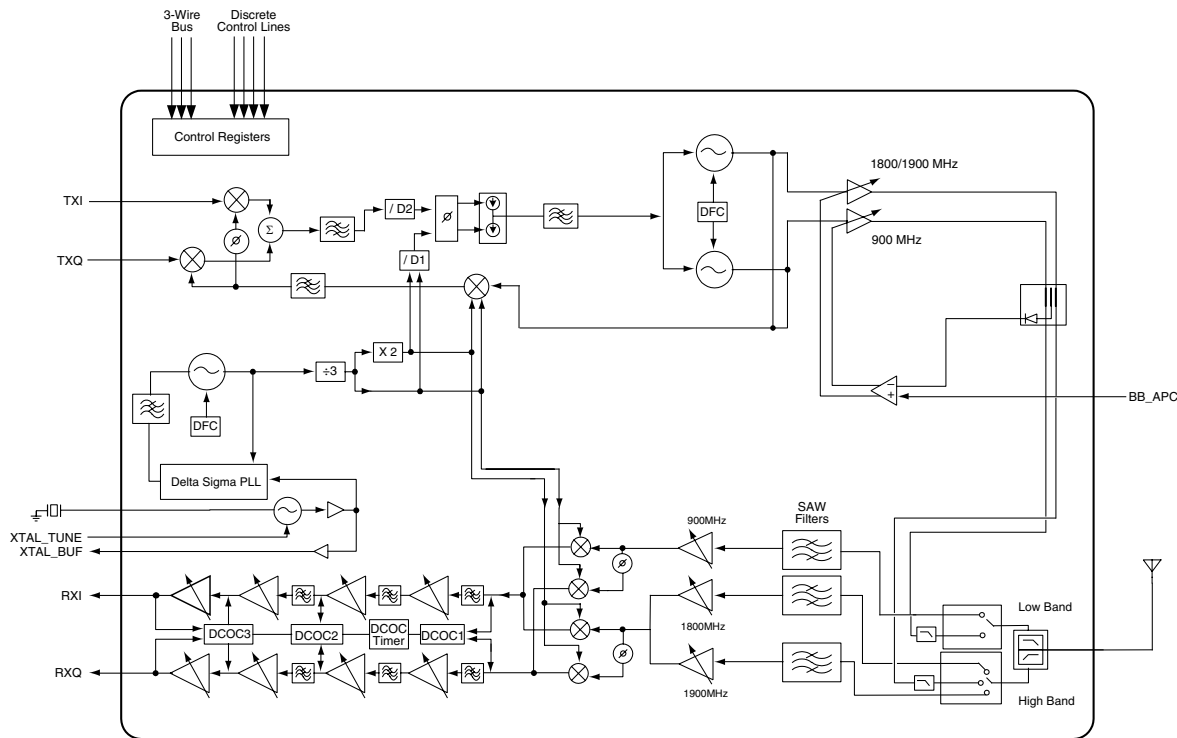 3-Wire
Bus
Discrete
Control Lines
Control Registers
1800/1900 MHz
TXI
/ D2
Σ
DFC
900 MHz
TXQ
/ D1
X 2
÷3
DFC
BB_APC
Delta Sigma PLL
SAW
Filters
XTAL_TUNE
XTAL_BUF
900MHz
RXI
1800MHz
Low Band
DCOC3
DCOC2
DCOC
Timer
DCOC1
RXQ
1900MHz
High Band